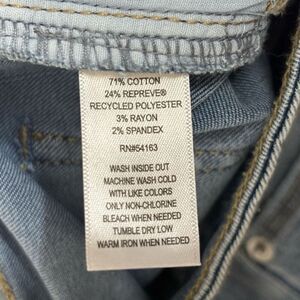 71% COTTON
24% REPREVE®
RECYCLED POLYESTER
3% RAYON
2% SPANDEX
RN#54163
WASH INSIDE OUT
MACHINE WASH COLD
WITH LIKE COLORS
ONLY NON-CHLORINE
BLEACH WHEN NEEDED
TUMBLE DRY LOW
WARM IRON WHEN NEEDED